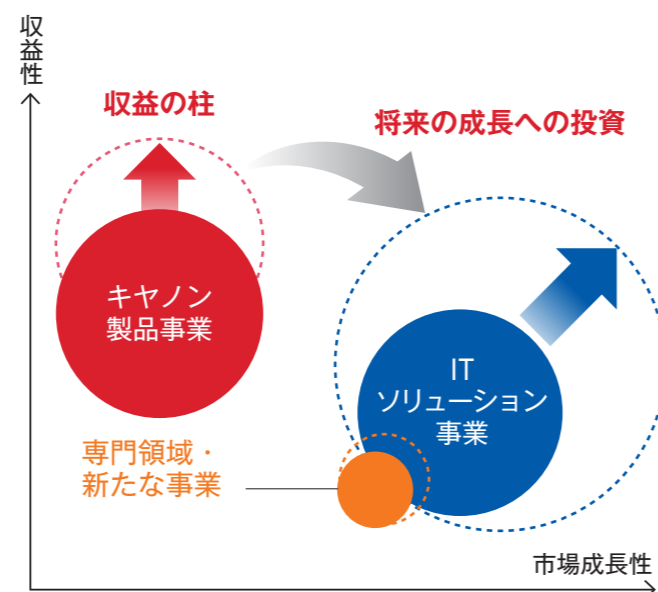 収益性
収益の柱
将来の成長への投資
キヤノン
製品事業
IT
ソリューション
事業
専門領域・
新たな事業
市場成長性